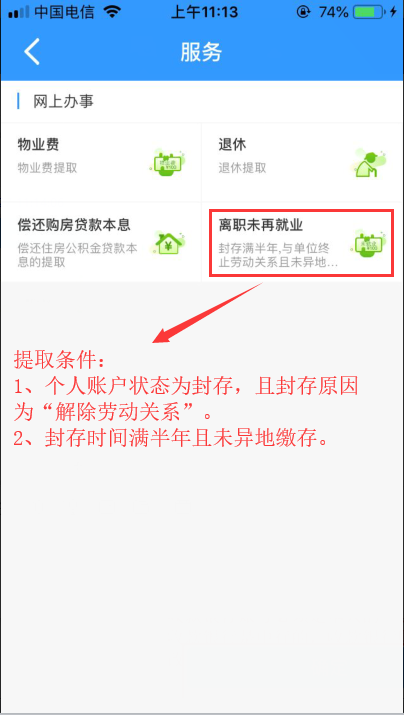 中国电信 上午11:13 74%
服务
网上办事
物业费
物业费提取
退休
退休提取
偿还购房贷款本息
偿还住房公积金贷款本
息的提取
离职未再就业
封存满半年,与单位终
止劳动关系且未异地...
提取条件：
1、个人账户状态为封存，且封存原因
为“解除劳动关系”。
2、封存时间满半年且未异地缴存。